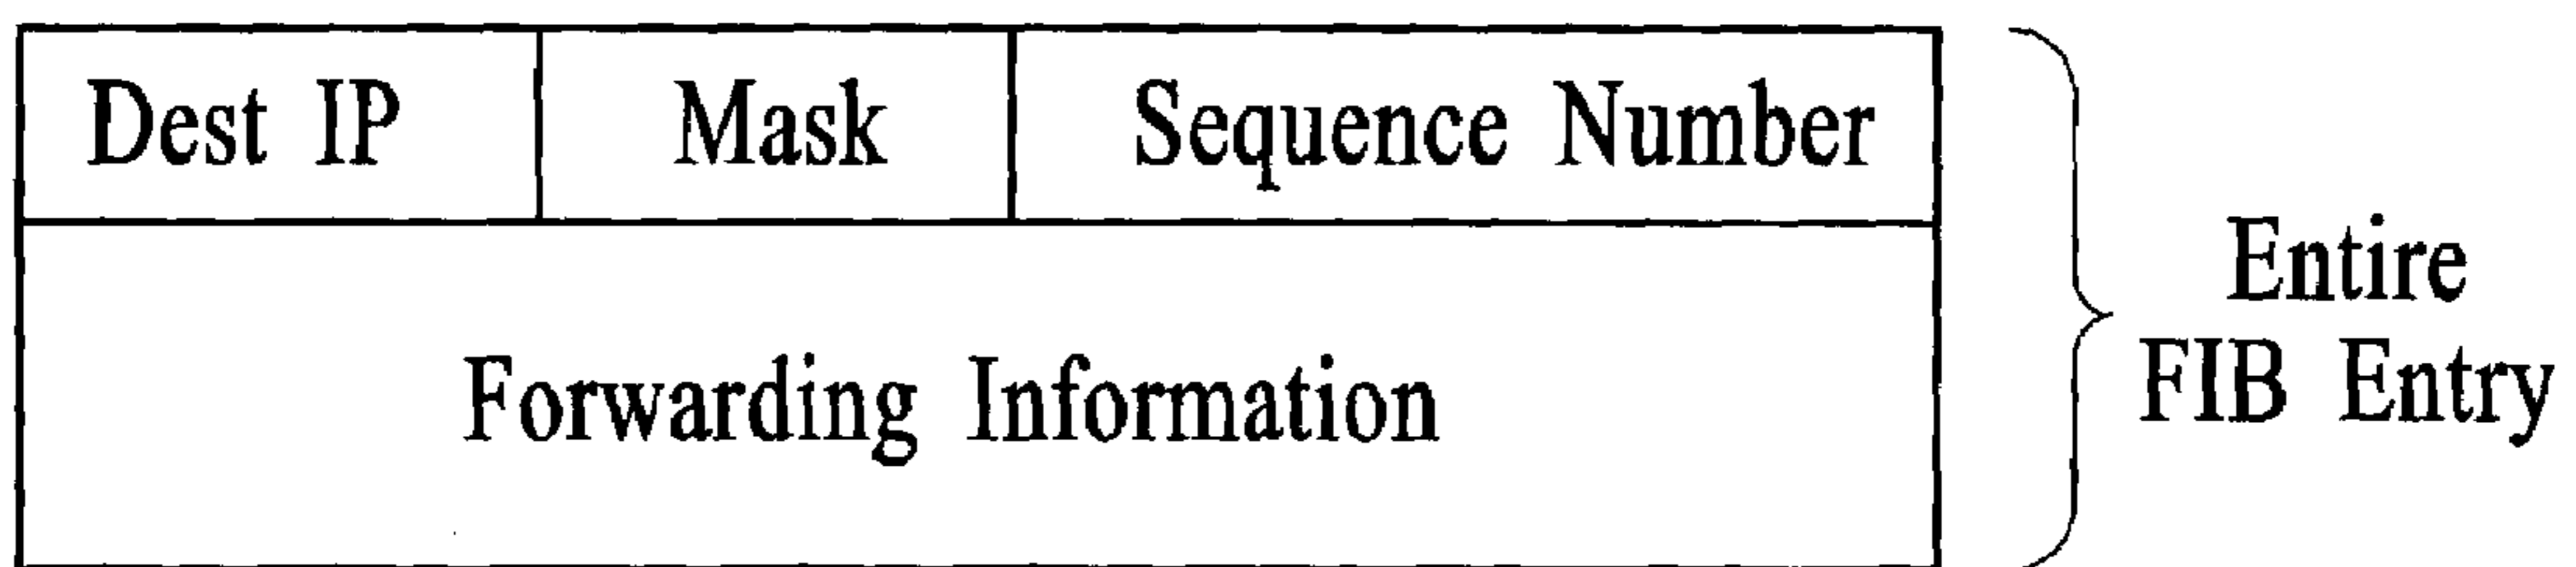 Dest IP
Mask
Sequence Number
Forwarding Information
Entire
FIB Entry